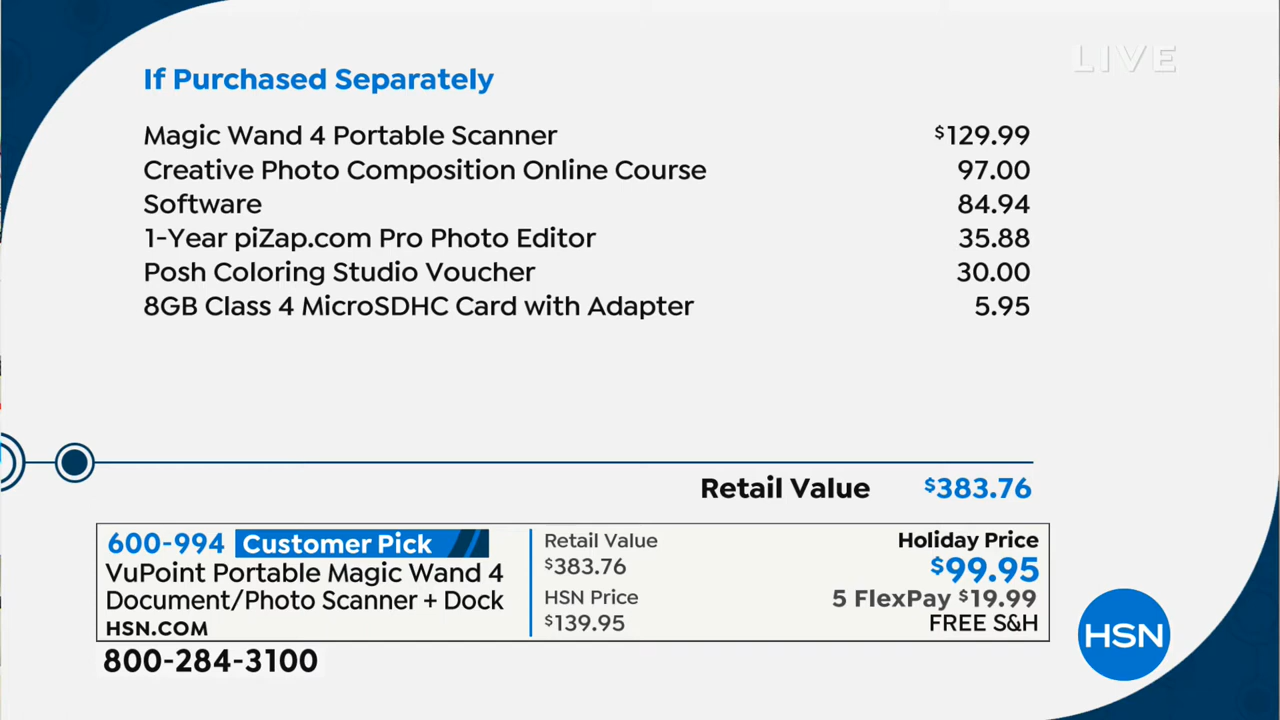 LIVE
If Purchased Separately
Magic Wand 4 Portable Scanner $129.99
Creative Photo Composition Online Course 97.00
Software 84.94
1-Year piZap.com Pro Photo Editor 35.88
Posh Coloring Studio Voucher 30.00
8GB Class 4 MicroSDHC Card with Adapter 5.95
Retail Value $383.76
600-994 Customer Pick
VuPoint Portable Magic Wand 4
Document/Photo Scanner + Dock
HSN.COM
Retail Value
$383.76
HSN Price
$139.95
Holiday Price
$99.95
5 FlexPay $19.99
FREE S&H
800-284-3100
HSN